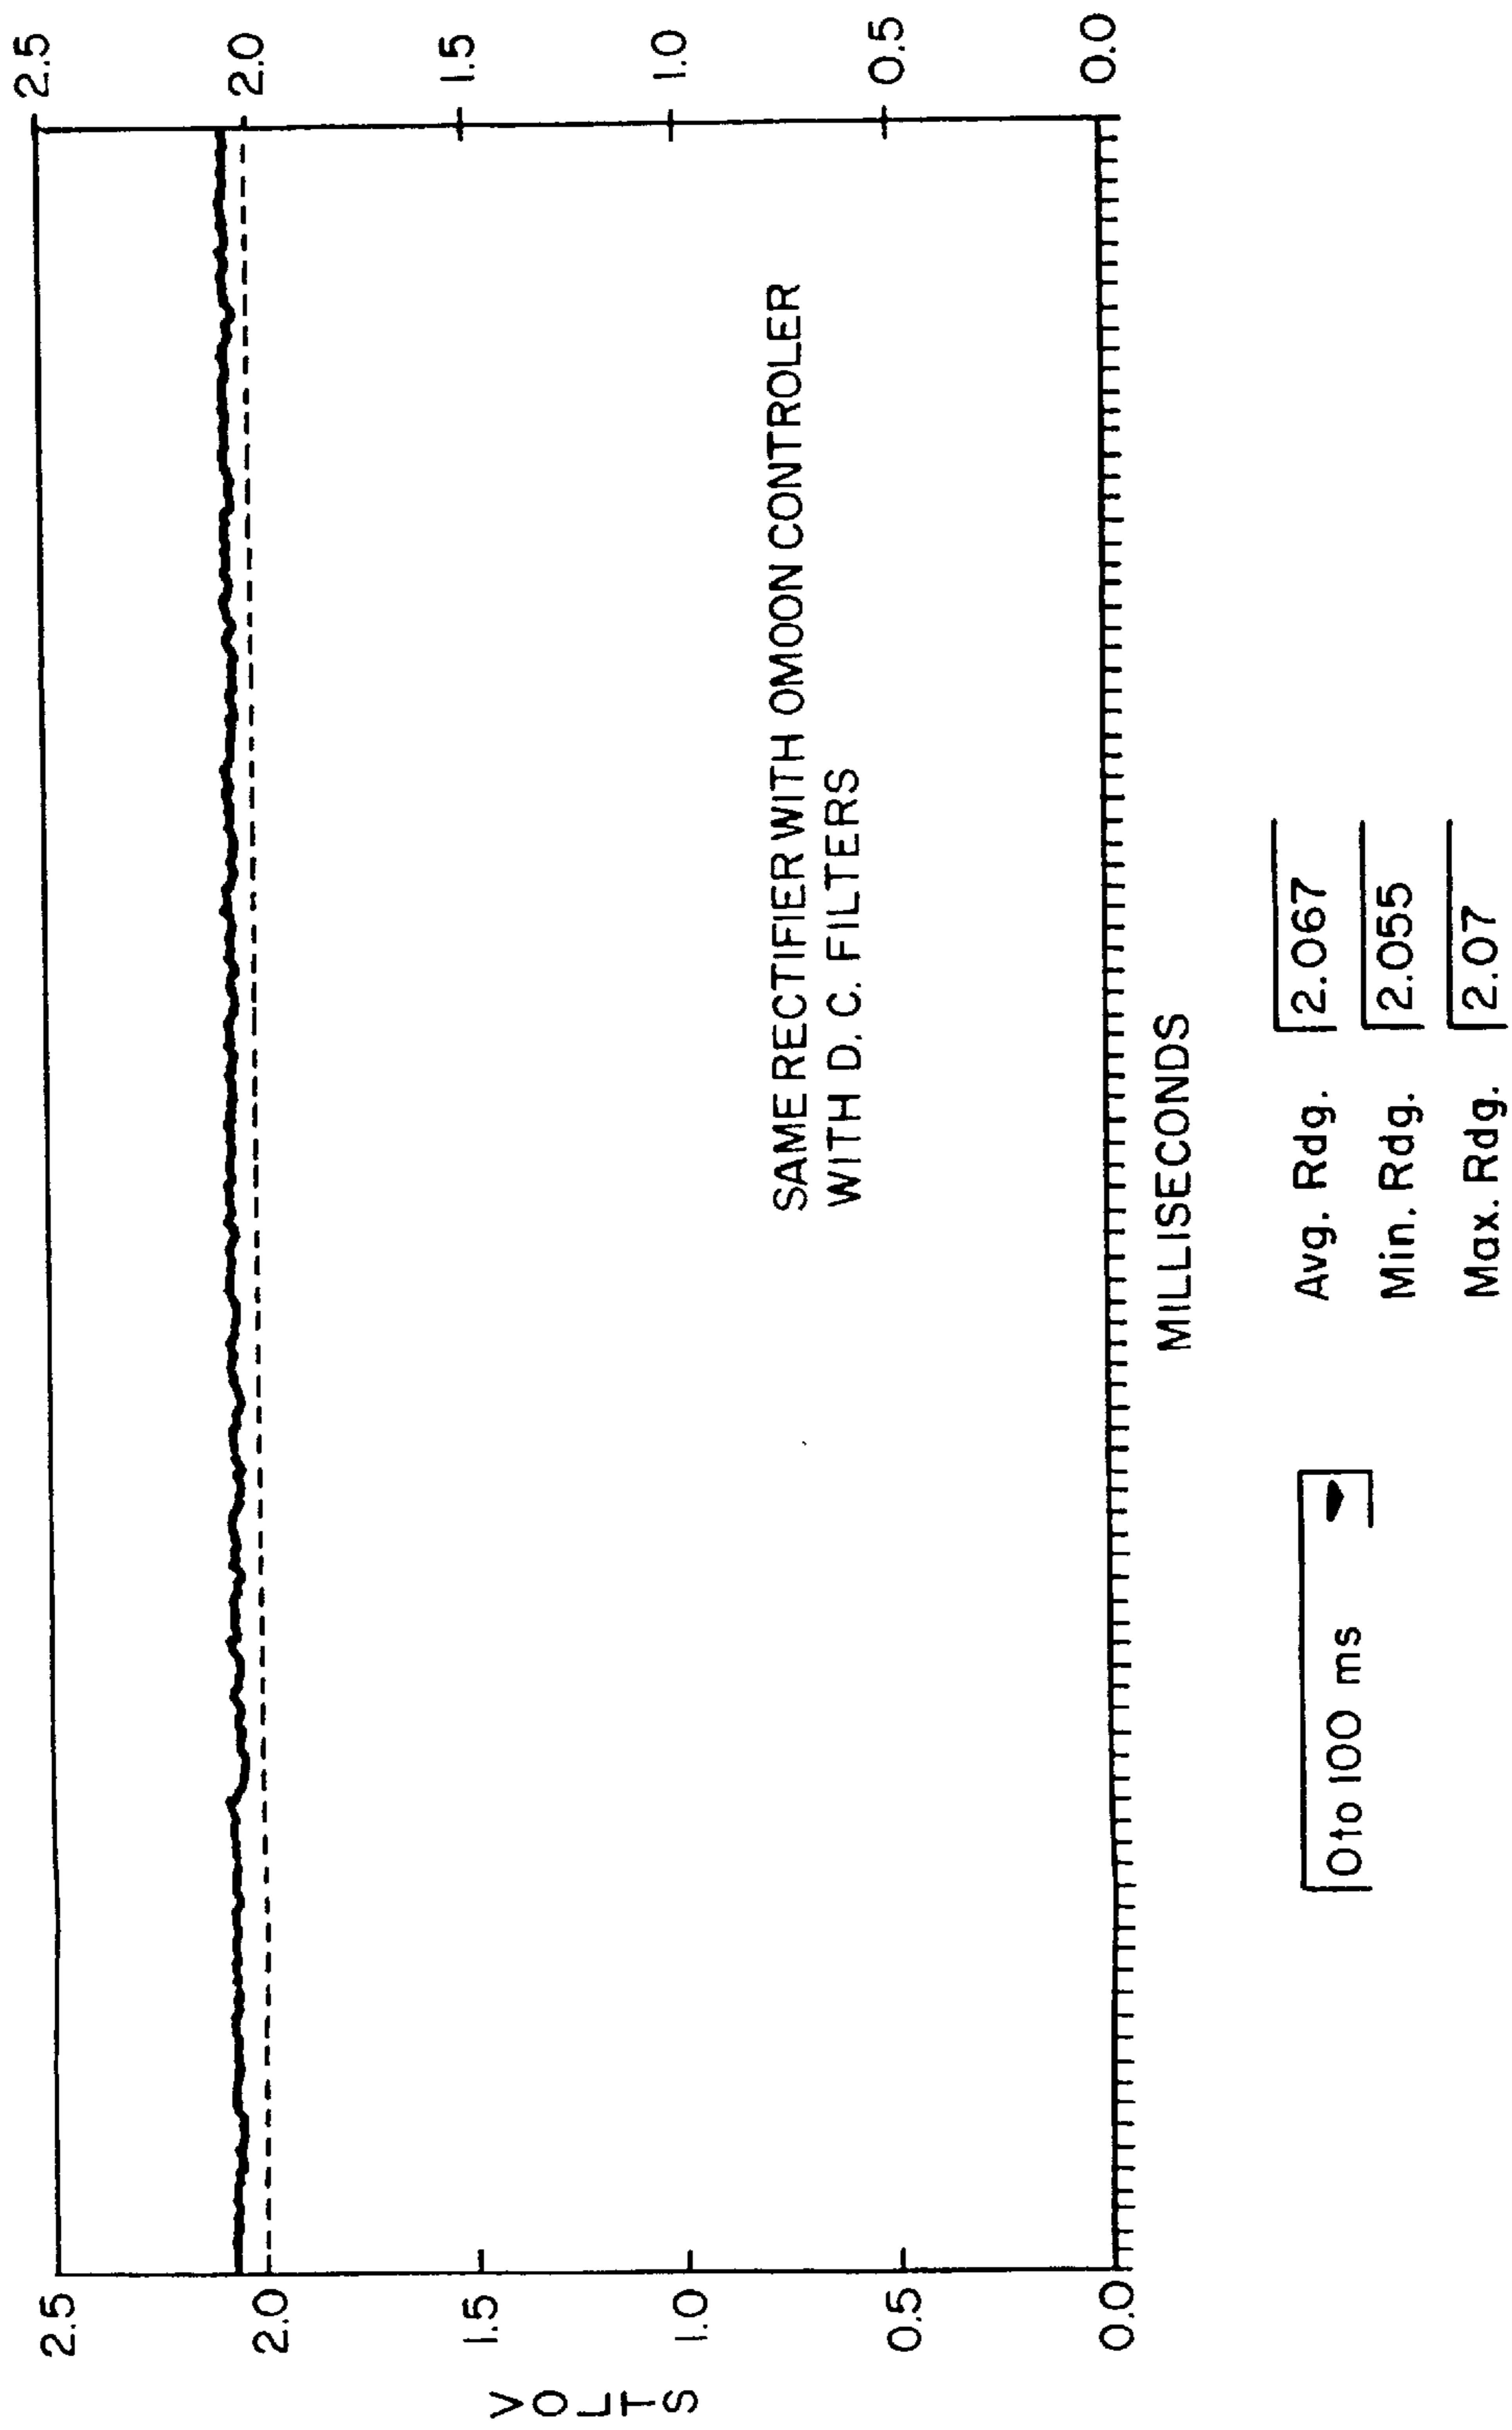 VOLTS
2.5
2.0
1.5
1.0
0.5
0.0
2.5
2.0
1.5
1.0
0.5
0.0
SAME RECTIFIER WITH OMOON CONTROLER
WITH D. C. FILTERS
MILLISECONDS
0 to 100 ms
Avg. Rdg. 2.067
Min. Rdg. 2.055
Max. Rdg. 2.07